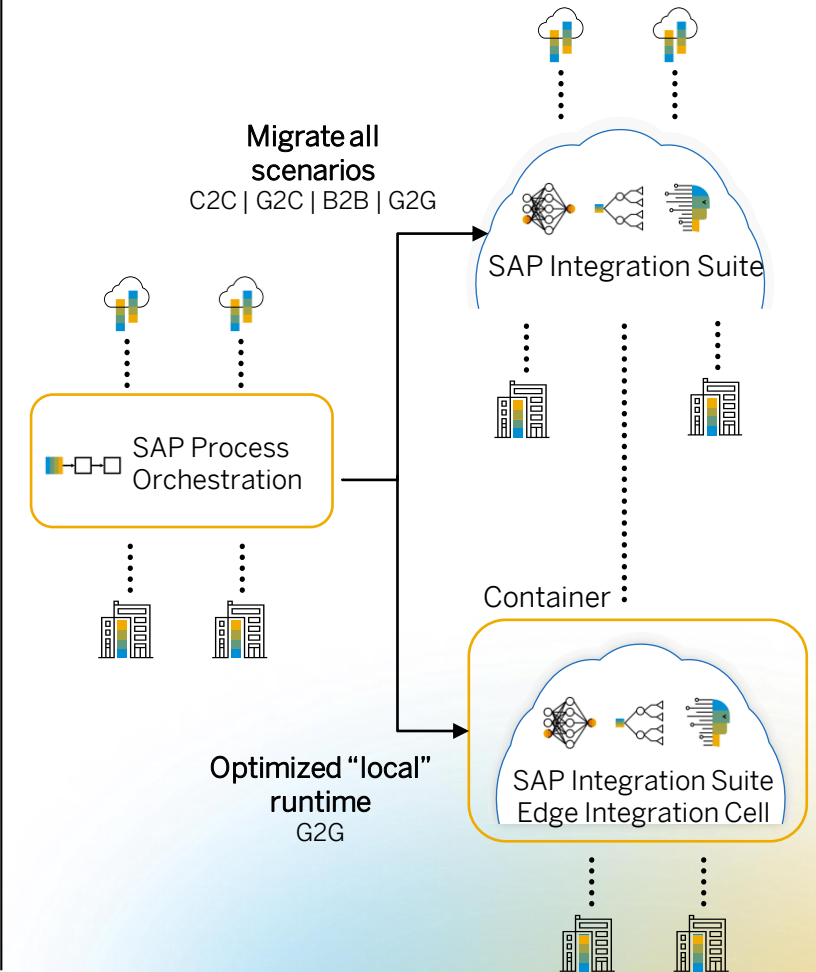 Migrate all
scenarios
C2C | G2C | B2B | G2G
SAP Integration Suite
SAP Process
Orchestration
Container
Optimized “local”
runtime
G2G
SAP Integration Suite
Edge Integration Cell